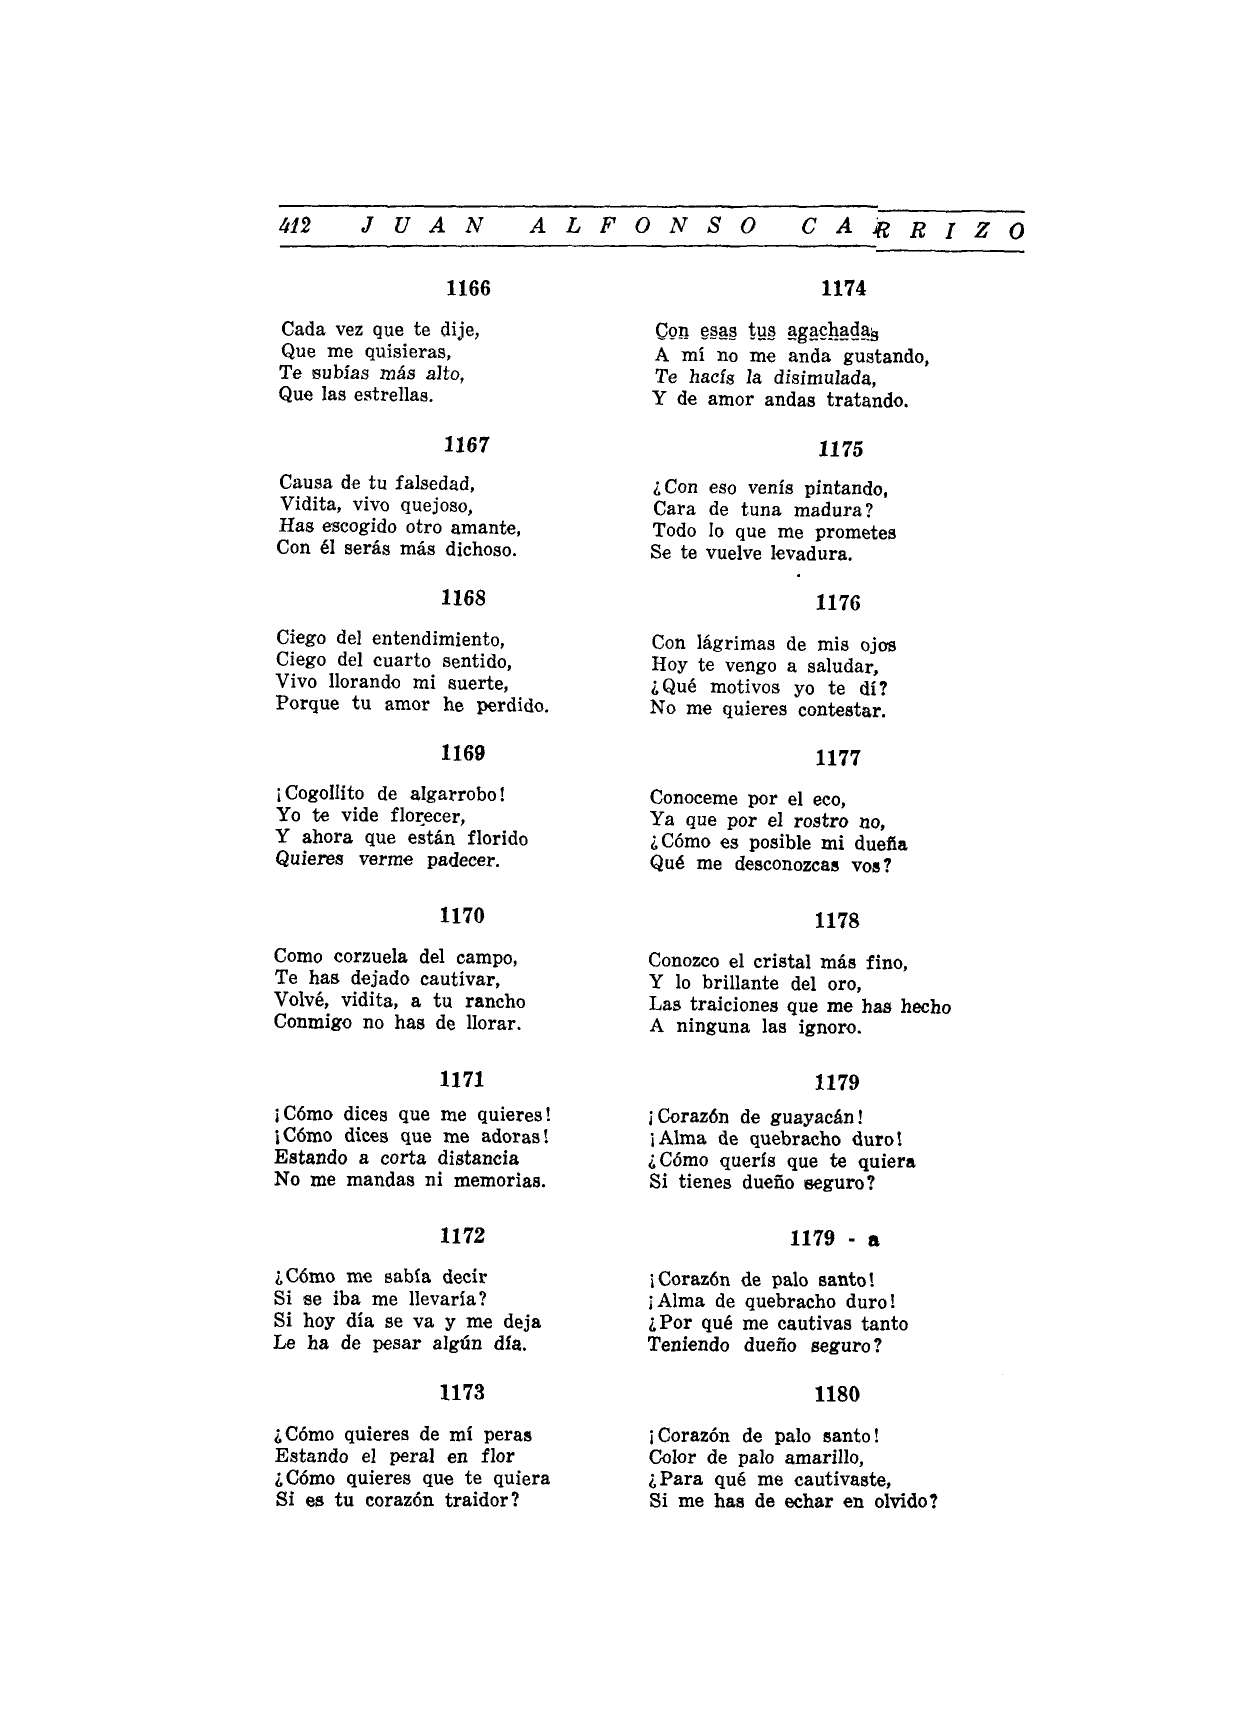 412 JUAN ALFONSO CARRIZO
1166
Cada vez que te dije,
Que me quisieras,
Te subías más alto,
Que las estrellas.
1167
Causa de tu falsedad,
Vidita, vivo quejoso,
Has escogido otro amante,
Con él serás más dichoso.
1168
Ciego del entendimiento,
Ciego del cuarto sentido,
Vivo llorando mi suerte,
Porque tu amor he perdido.
1169
¡Cogollito de algarrobo!
Yo te vide florecer,
Y ahora que están florido
Quieres verme padecer.
1170
Como corzuela del campo,
Te has dejado cautivar,
Volvé, vidita, a tu rancho
Conmigo no has de llorar.
1171
¡Cómo dices que me quieres!
¡Cómo dices que me adoras!
Estando a corta distancia
No me mandas ni memorias.
1172
¿Cómo me sabía decir
Si se iba me llevaría?
Si hoy día se va y me deja
Le ha de pesar algún día.
1173
¿Cómo quieres de mí peras
Estando el peral en flor
¿Cómo quieres que te quiera
Si es tu corazón traidor?
1174
Con esas tus agachadas
A mí no me anda gustando,
Te hacís la disimulada,
Y de amor andas tratando.
1175
¿Con eso venís pintando,
Cara de tuna madura?
Todo lo que me prometes
Se te vuelve levadura.
1176
Con lágrimas de mis ojos
Hoy te vengo a saludar,
¿Qué motivos yo te dí?
No me quieres contestar.
1177
Conoceme por el eco,
Ya que por el rostro no,
¿Cómo es posible mi dueña
Qué me desconozcas vos?
1178
Conozco el cristal más fino,
Y lo brillante del oro,
Las traiciones que me has hecho
A ninguna las ignoro.
1179
¡Corazón de guayacán!
¡Alma de quebracho duro!
¿Cómo querís que te quiera
Si tienes dueño seguro?
1179 - a
¡Corazón de palo santo!
¡Alma de quebracho duro!
¿Por qué me cautivas tanto
Teniendo dueño seguro?
1180
¡Corazón de palo santo!
Color de palo amarillo,
¿Para qué me cautivaste,
Si me has de echar en olvido?